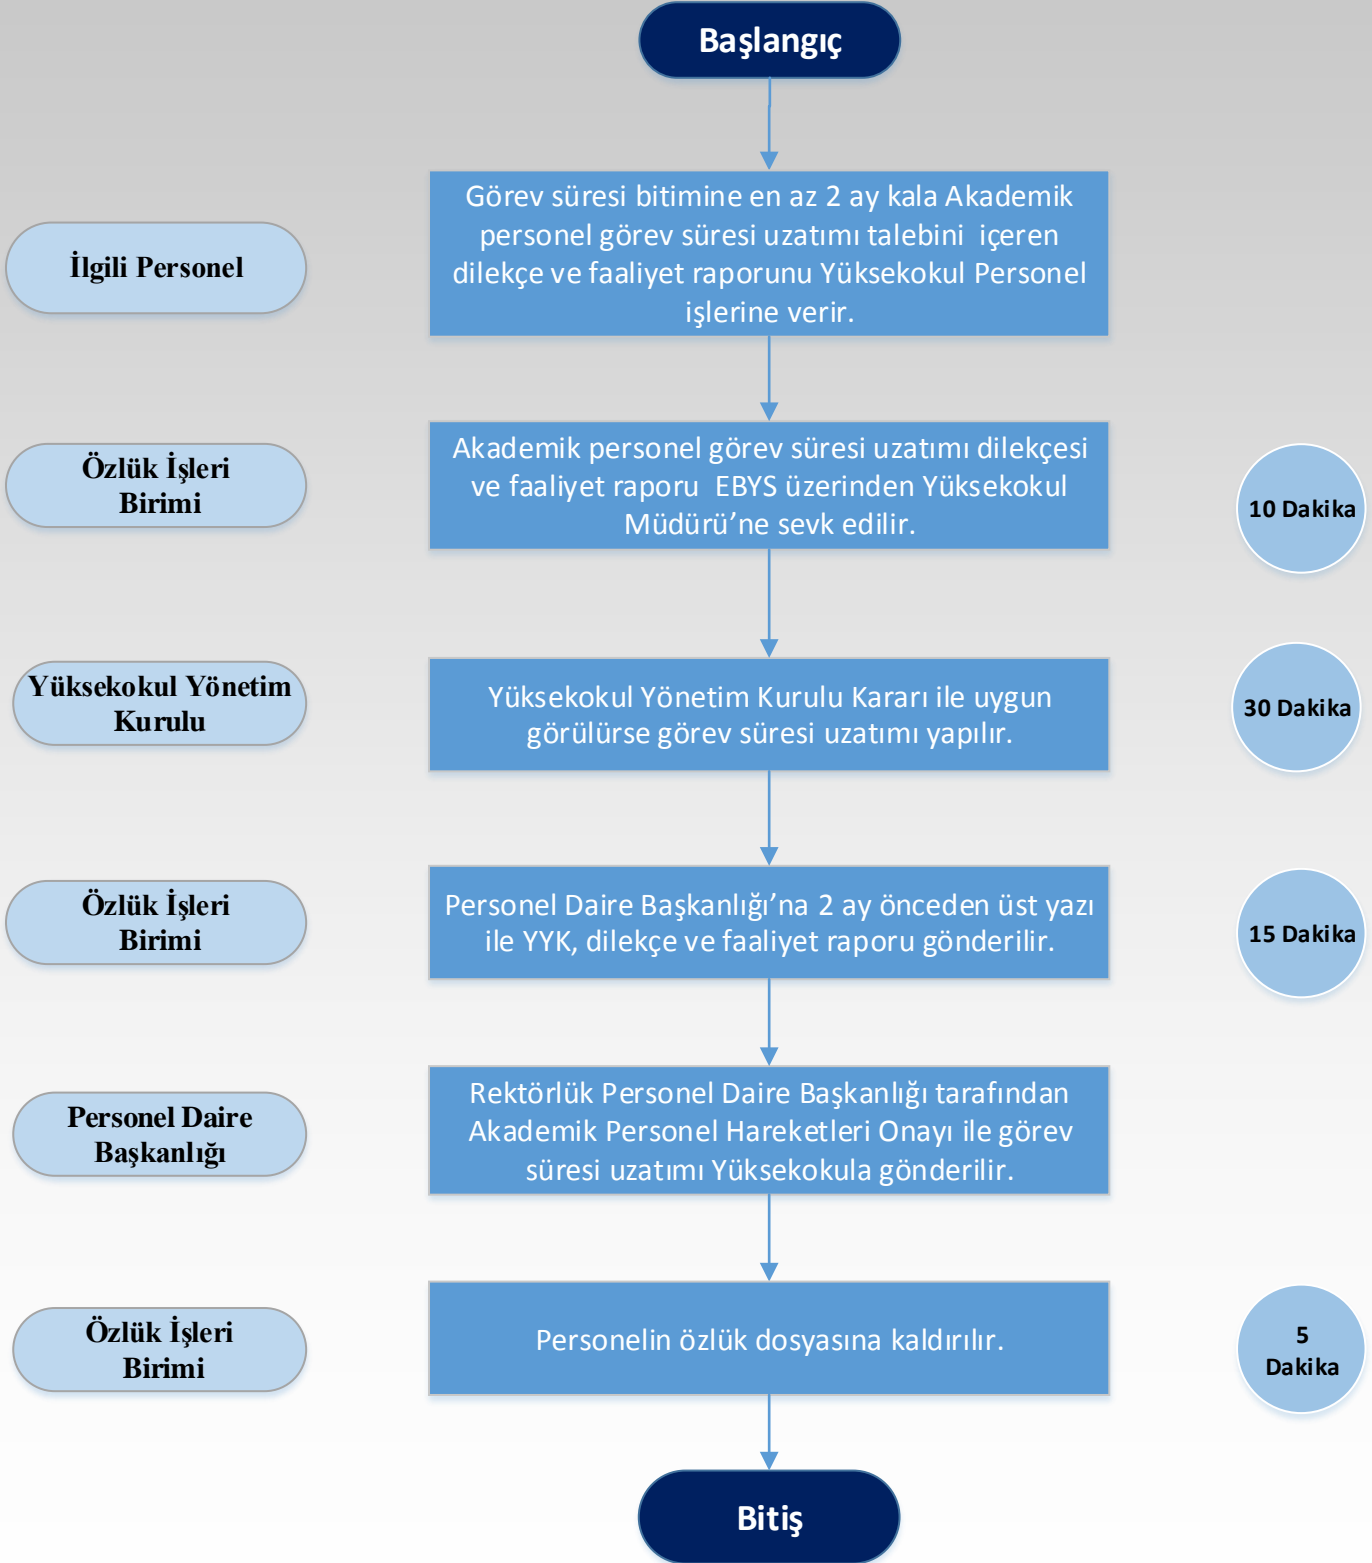 Başlangıç
İlgili Personel
Görev süresi bitimine en az 2 ay kala Akademik
personel görev süresi uzatımı talebini içeren
dilekçe ve faaliyet raporunu Yüksekokul Personel
işlerine verir.
Özlük İşleri
Birimi
Akademik personel görev süresi uzatımı dilekçesi
ve faaliyet raporu EBYS üzerinden Yüksekokul
Müdürü’ne sevk edilir.
10 Dakika
Yüksekokul Yönetim
Kurulu
Yüksekokul Yönetim Kurulu Kararı ile uygun
görülürse görev süresi uzatımı yapılır.
30 Dakika
Özlük İşleri
Birimi
Personel Daire Başkanlığı’na 2 ay önceden üst yazı
ile YYK, dilekçe ve faaliyet raporu gönderilir.
15 Dakika
Personel Daire
Başkanlığı
Rektörlük Personel Daire Başkanlığı tarafından
Akademik Personel Hareketleri Onayı ile görev
süresi uzatımı Yüksekokula gönderilir.
Özlük İşleri
Birimi
Personelin özlük dosyasına kaldırılır.
5
Dakika
Bitiş